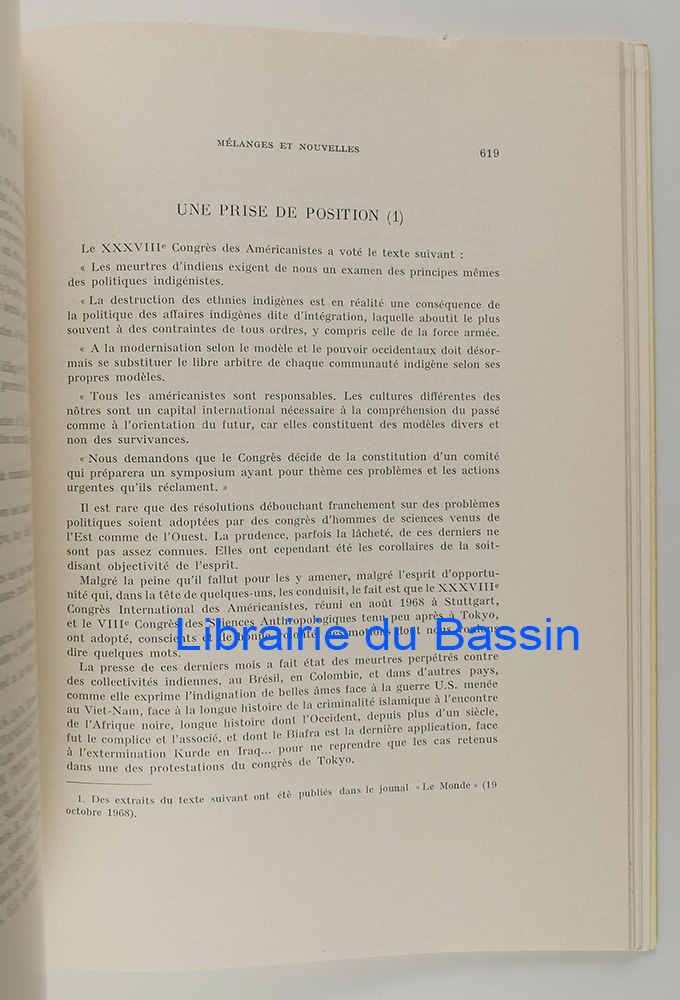 MÉLANGES ET NOUVELLES
619
UNE PRISE DE POSITION (1)
Le XXXVIIIe Congrès des Américanistes a voté le texte suivant :
« Les meurtres d'indiens exigent de nous un examen des principes mêmes
des politiques indigénistes.
« La destruction des ethnies indigènes est en réalité une conséquence de
la politique des affaires indigènes dite d'intégration, laquelle aboutit le plus
souvent à des contraintes de tous ordres, y compris celle de la force armée.
« A la modernisation selon le modèle et le pouvoir occidentaux doit désor-
mais se substituer le libre arbitre de chaque communauté indigène selon ses
propres modèles.
« Tous les américanistes sont responsables. Les cultures différentes des
nôtres sont un capital international nécessaire à la compréhension du passé
comme à l'orientation du futur, car elles constituent des modèles divers et
non des survivances.
« Nous demandons que le Congrès décide de la constitution d'un comité
qui préparera un symposium ayant pour thème ces problèmes et les actions
urgentes qu'ils réclament. »
Il est rare que des résolutions débouchant franchement sur des problèmes
politiques soient adoptées par des congrès d'hommes de sciences venus de
l'Est comme de l'Ouest. La prudence, parfois la lâcheté, de ces derniers ne
sont pas assez connues. Elles ont cependant été les corollaires de la soit-
disant objectivité de l'esprit.
Malgré la peine qu'il fallut pour les y amener, malgré l'esprit d'opportu-
nité qui, dans la tête de quelques-uns, les conduisit, le fait est que le XXXVIIIe
Congrès International des Américanistes, réuni en août 1968 à Stuttgart,
et le VIIIe Congrès des Sciences Anthropologiques tenu peu après à Tokyo,
ont adopté, conscients et de bonne volonté, des motions dont nous voulons
dire quelques mots.
Librairie du Bassin
La presse de ces derniers mois a fait état des meurtres perpétrés contre
des collectivités indiennes, au Brésil, en Colombie, et dans d'autres pays,
comme elle exprime l'indignation de belles âmes face à la guerre U.S. menée
au Viet-Nam, face à la longue histoire de la criminalité islamique à l'encontre
de l'Afrique noire, longue histoire dont l'Occident, depuis plus d'un siècle,
fut le complice et l'associé, et dont le Biafra est la dernière application, face
à l'extermination Kurde en Iraq... pour ne reprendre que les cas retenus
dans une des protestations du congrès de Tokyo.
1. Des extraits du texte suivant ont étè publiés dans le jounal «Le Monde» (19
octobre 1968).